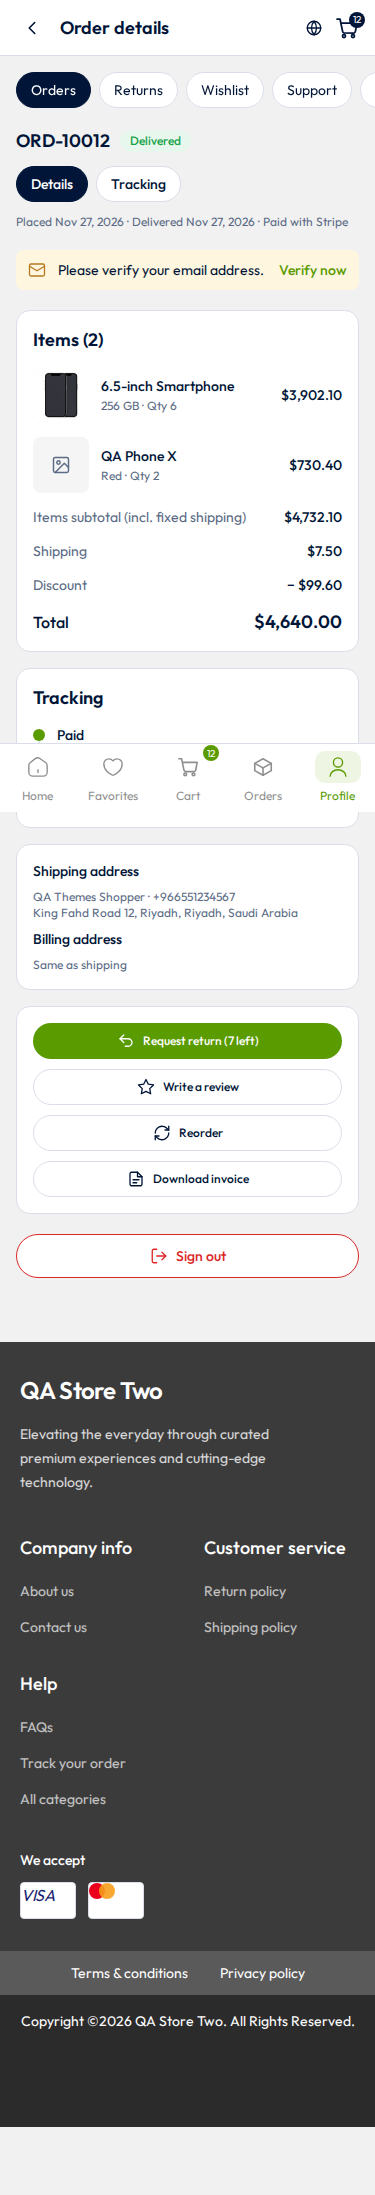 Order details
12
Orders
Returns
Wishlist
Support
ORD-10012
Delivered
Details
Tracking
Placed Nov 27, 2026 · Delivered Nov 27, 2026 · Paid with Stripe
Please verify your email address.
Verify now
Items (2)
6.5-inch Smartphone
256 GB · Qty 6
$3,902.10
QA Phone X
Red · Qty 2
$730.40
Items subtotal (incl. fixed shipping) $4,732.10
Shipping $7.50
Discount − $99.60
Total $4,640.00
Tracking
Paid
12
Home
Favorites
Cart
Orders
Profile
Shipping address
QA Themes Shopper · +966551234567
King Fahd Road 12, Riyadh, Riyadh, Saudi Arabia
Billing address
Same as shipping
Request return (7 left)
Write a review
Reorder
Download invoice
Sign out
QA Store Two
Elevating the everyday through curated
premium experiences and cutting-edge
technology.
Company info
About us
Contact us
Customer service
Return policy
Shipping policy
Help
FAQs
Track your order
All categories
We accept
VISA
Terms & conditions
Privacy policy
Copyright ©2026 QA Store Two. All Rights Reserved.